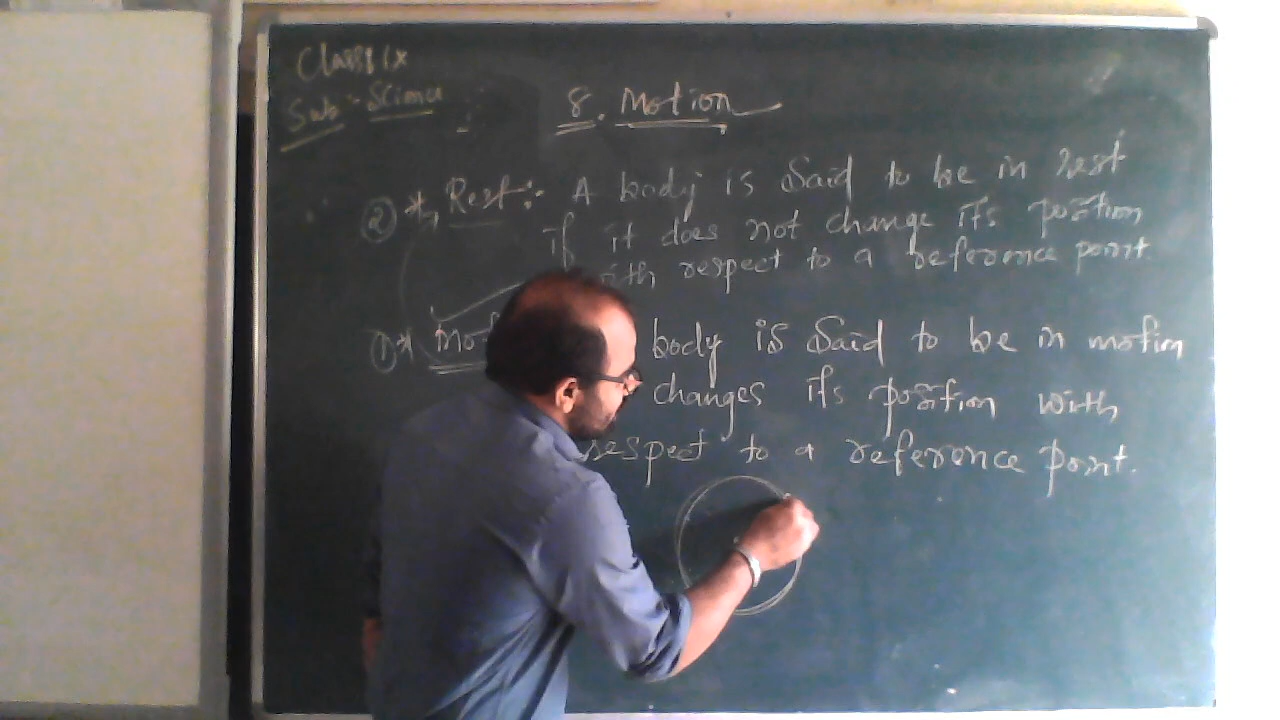 Class IX
Sub :- Science
8. Motion
② * Rest :- A body is said to be in rest
if it does not change its position
with respect to a reference point.
① * body is said to be in motion
changes its position with
respect to a reference point.